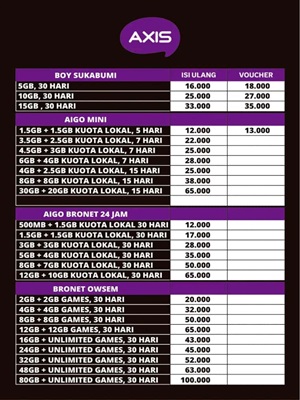 AXIS
BOY SUKABUMI ISI ULANG VOUCHER
5GB, 30 HARI 16.000 18.000
10GB, 30 HARI 25.000 27.000
15GB , 30 HARI 33.000 35.000
AIGO MINI
1.5GB + 1.5GB KUOTA LOKAL, 5 HARI 12.000 13.000
3.5GB + 2.5GB KUOTA LOKAL, 7 HARI 22.000
4.5GB + 3GB KUOTA LOKAL, 7 HARI 25.000
6GB + 4GB KUOTA LOKAL, 7 HARI 28.000
4GB + 2.5GB KUOTA LOKAL, 15 HARI 25.000
8GB + 8GB KUOTA LOKAL, 15 HARI 38.000
30GB + 20GB KUOTA LOKAL, 15 HARI 65.000
AIGO BRONET 24 JAM
500MB + 1.5GB KUOTA LOKAL 30 HARI 12.000
1.5GB + 1.5GB KUOTA LOKAL, 30 HARI 17.000
3GB + 3GB KUOTA LOKAL, 30 HARI 28.000
5GB + 4GB KUOTA LOKAL, 30 HARI 35.000
8GB + 7GB KUOTA LOKAL, 30 HARI 50.000
12GB + 10GB KUOTA LOKAL, 30 HARI 65.000
BRONET OWSEM
2GB + 2GB GAMES, 30 HARI 20.000
4GB + 4GB GAMES, 30 HARI 32.000
8GB + 8GB GAMES, 30 HARI 50.000
12GB + 12GB GAMES, 30 HARI 65.000
16GB + UNLIMITED GAMES, 30 HARI 43.000
24GB + UNLIMITED GAMES, 30 HARI 45.000
32GB + UNLIMITED GAMES, 30 HARI 52.000
48GB + UNLIMITED GAMES, 30 HARI 63.000
80GB + UNLIMITED GAMES, 30 HARI 100.000